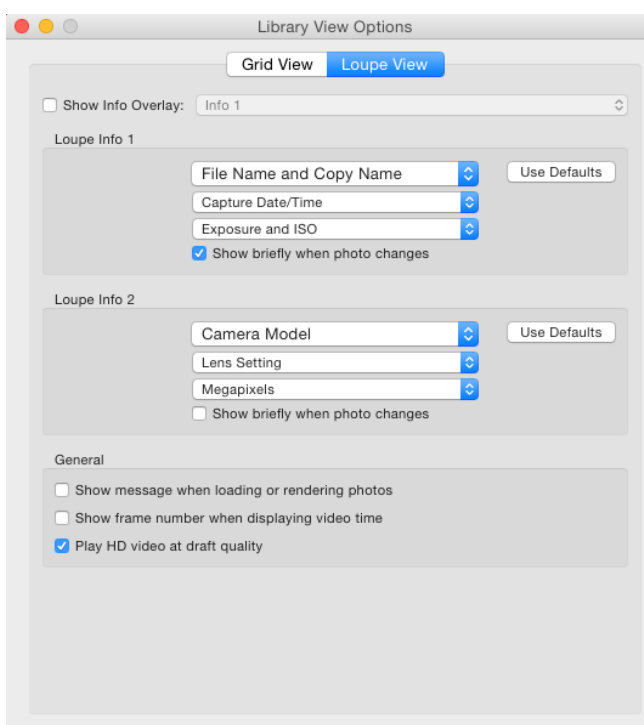 Library View Options
Grid View Loupe View
Show Info Overlay: Info 1
Loupe Info 1
File Name and Copy Name Use Defaults
Capture Date/Time
Exposure and ISO
Show briefly when photo changes
Loupe Info 2
Camera Model Use Defaults
Lens Setting
Megapixels
Show briefly when photo changes
General
Show message when loading or rendering photos
Show frame number when displaying video time
Play HD video at draft quality